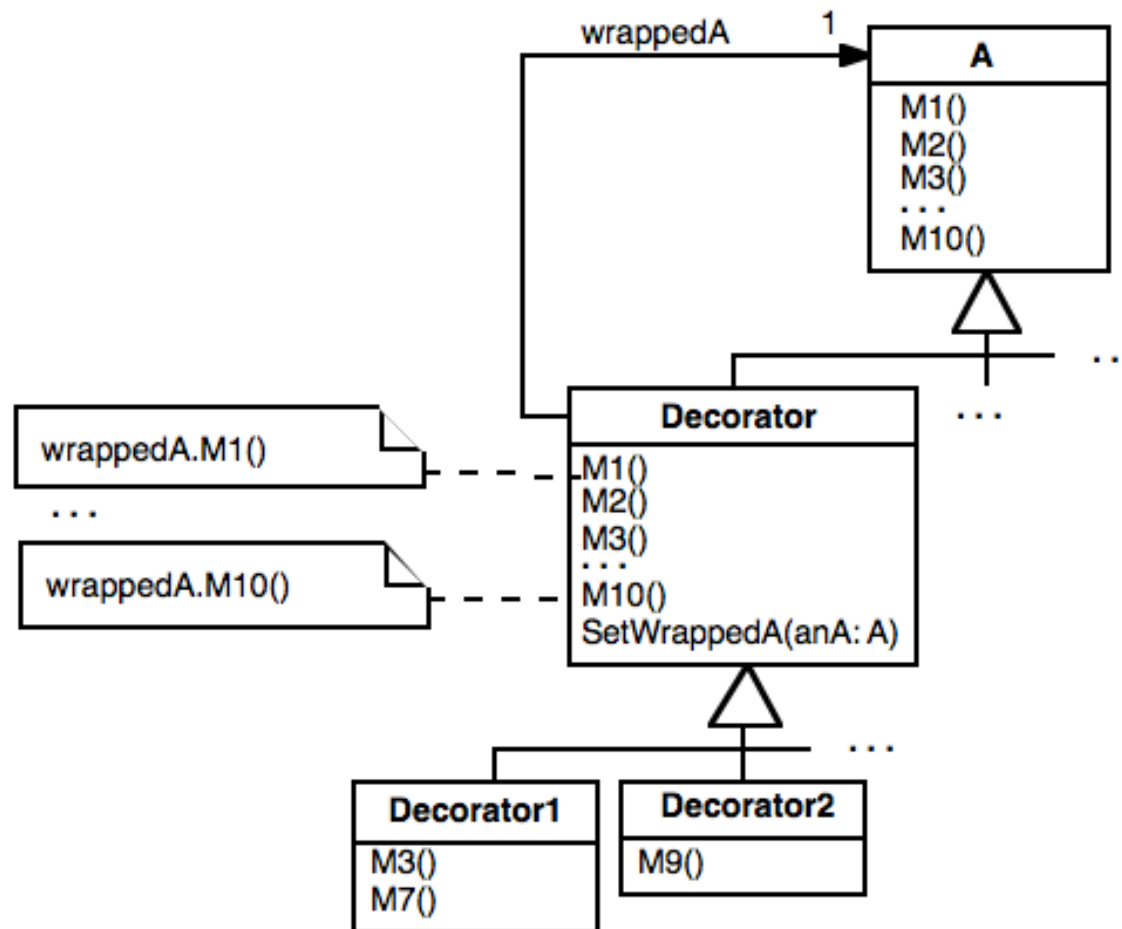 wrappedA
1
A
M1()
M2()
M3()
...
M10()
...
...
Decorator
M1()
M2()
M3()
...
M10()
SetWrappedA(anA: A)
wrappedA.M1()
...
wrappedA.M10()
...
Decorator1
M3()
M7()
Decorator2
M9()